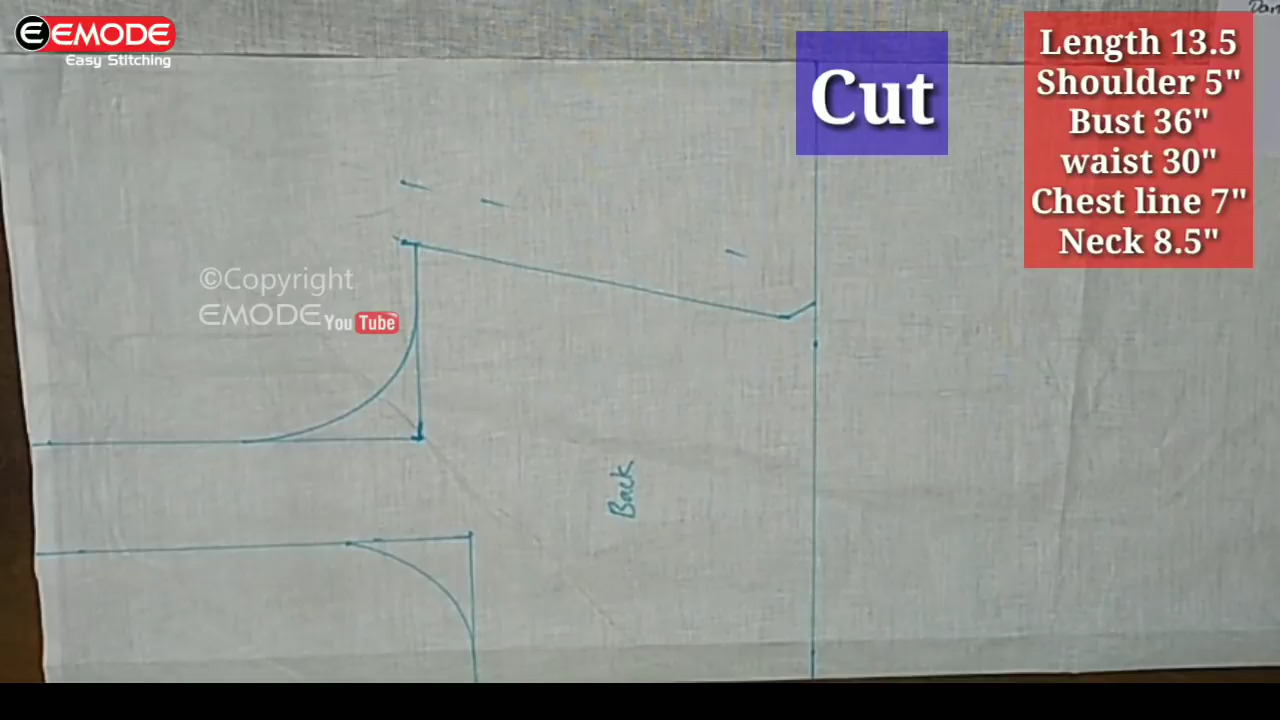 EMODE
Easy Stitching
Cut
Length 13.5
Shoulder 5"
Bust 36"
waist 30"
Chest line 7"
Neck 8.5"
©Copyright
EMODE YouTube
Back